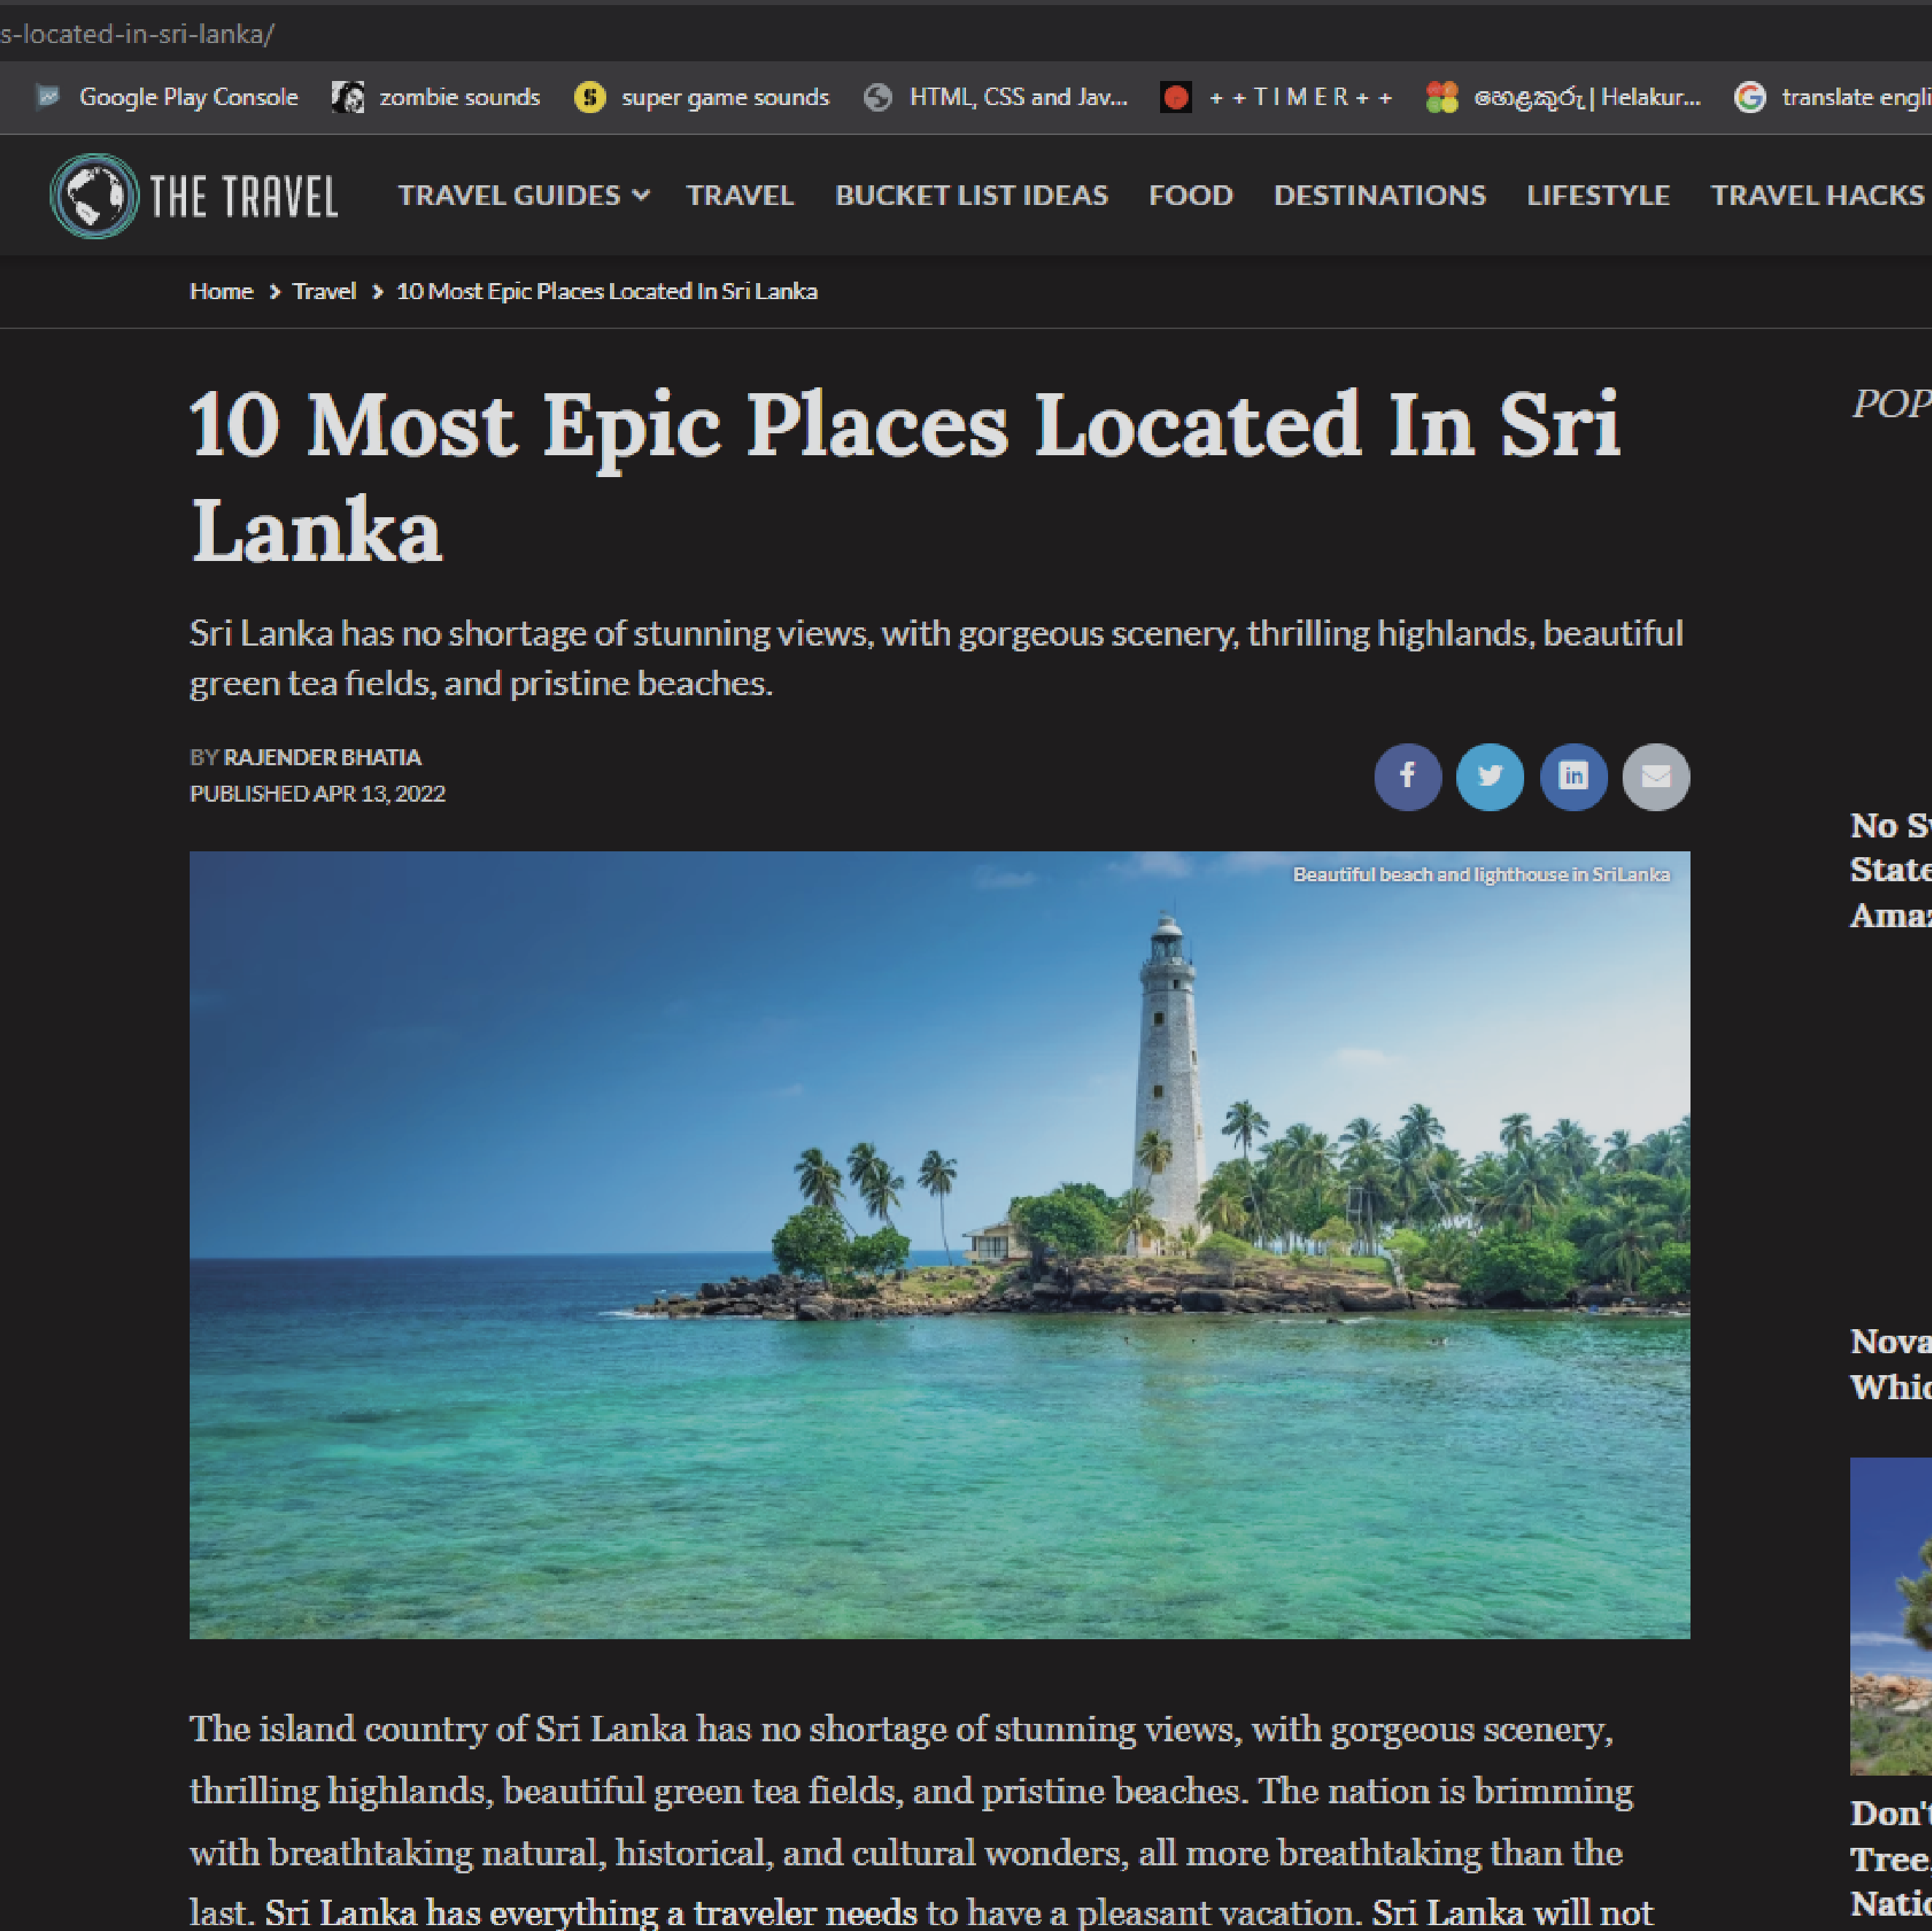 s-located-in-sri-lanka/
Google Play Console zombie sounds super game sounds HTML, CSS and Jav... + + T I M E R + + හෙළකුරු | Helakur... translate engli
THE TRAVEL TRAVEL GUIDES TRAVEL BUCKET LIST IDEAS FOOD DESTINATIONS LIFESTYLE TRAVEL HACKS
Home > Travel > 10 Most Epic Places Located In Sri Lanka
10 Most Epic Places Located In Sri
Lanka
Sri Lanka has no shortage of stunning views, with gorgeous scenery, thrilling highlands, beautiful
green tea fields, and pristine beaches.
BY RAJENDER BHATIA
PUBLISHED APR 13, 2022
Beautiful beach and lighthouse in SriLanka
The island country of Sri Lanka has no shortage of stunning views, with gorgeous scenery,
thrilling highlands, beautiful green tea fields, and pristine beaches. The nation is brimming
with breathtaking natural, historical, and cultural wonders, all more breathtaking than the
last. Sri Lanka has everything a traveler needs to have a pleasant vacation. Sri Lanka will not
POP
No S
State
Ama
Nova
Whic
Don't
Tree,
Natio